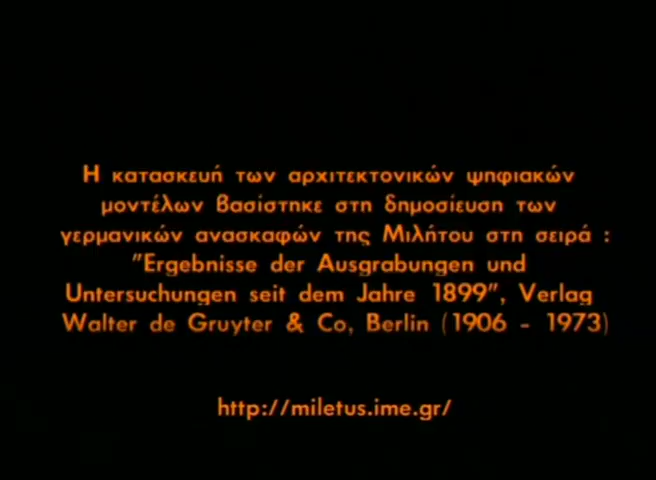 Η κατασκευή των αρχιτεκτονικών ψηφιακών
μοντέλων βασίστηκε στη δημοσίευση των
γερμανικών ανασκαφών της Μιλήτου στη σειρά :
"Ergebnisse der Ausgrabungen und
Untersuchungen seit dem Jahre 1899", Verlag
Walter de Gruyter & Co, Berlin (1906 - 1973)
http://miletus.ime.gr/